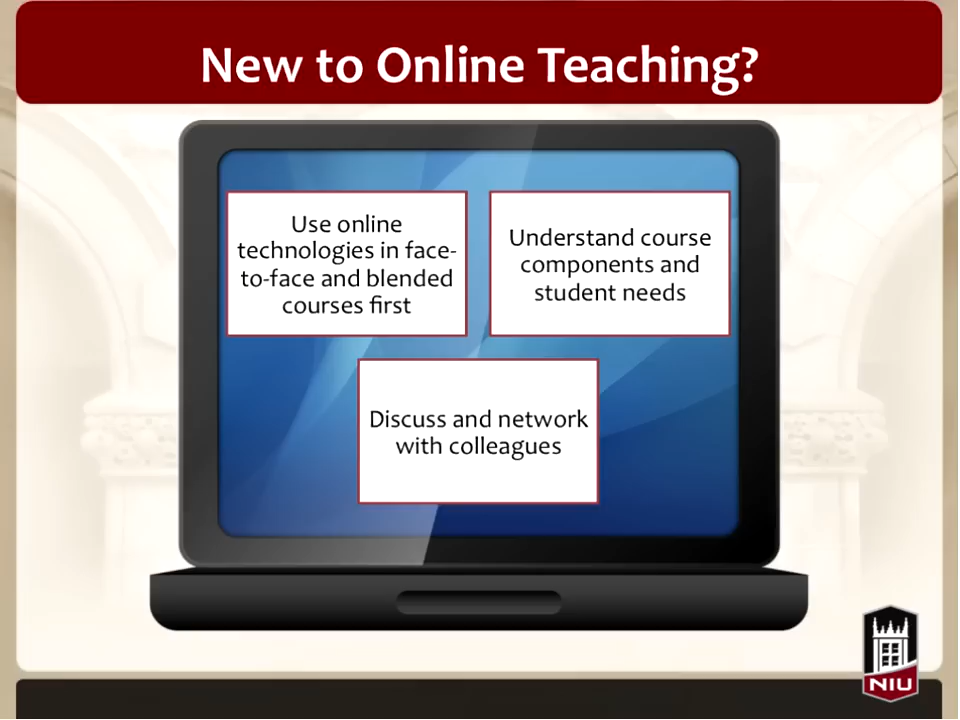 New to Online Teaching?
Use online
technologies in face-
to-face and blended
courses first
Understand course
components and
student needs
Discuss and network
with colleagues
NIU